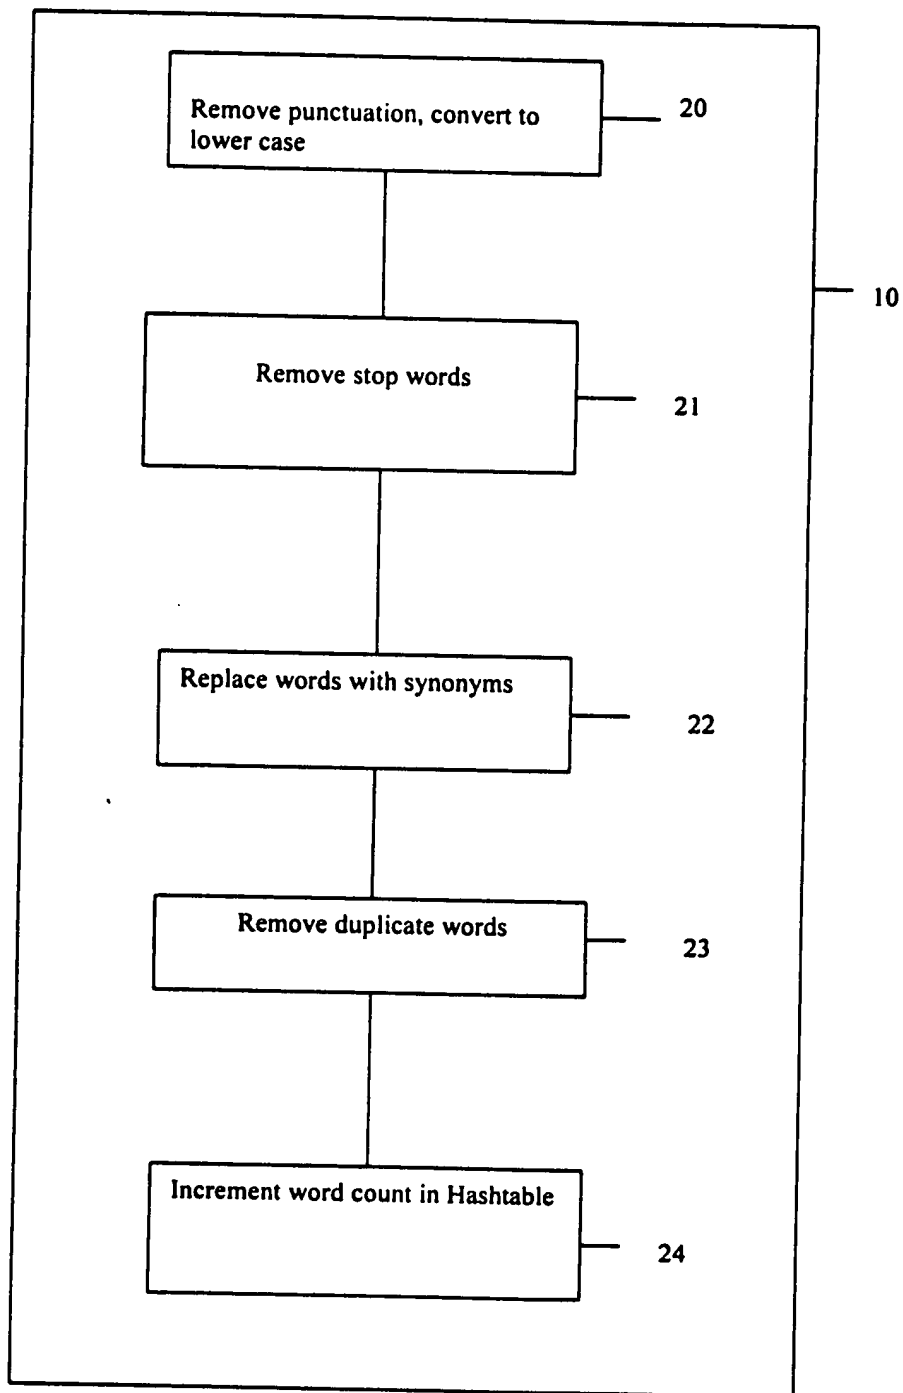 Remove punctuation, convert to
lower case
20
10
Remove stop words
21
Replace words with synonyms
22
Remove duplicate words
23
Increment word count in Hashtable
24